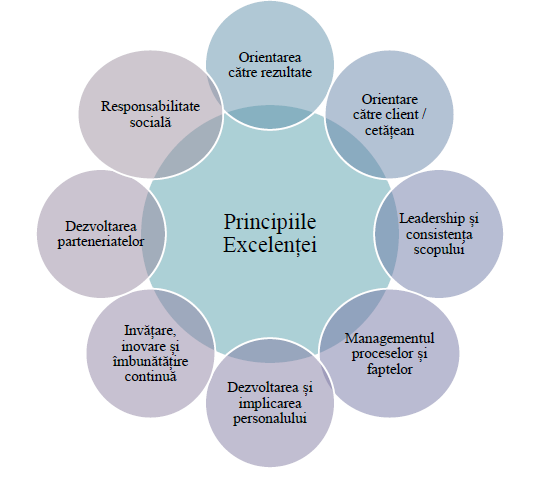 Orientarea
către rezultate
Orientare
către client /
cetățean
Leadership și
consistența
scopului
Managementul
proceselor și
faptelor
Dezvoltarea și
implicarea
personalului
Invățare,
inovare și
îmbunătățire
continuă
Dezvoltarea
parteneriatelor
Responsabilitate
socială
Principiile
Excelenței